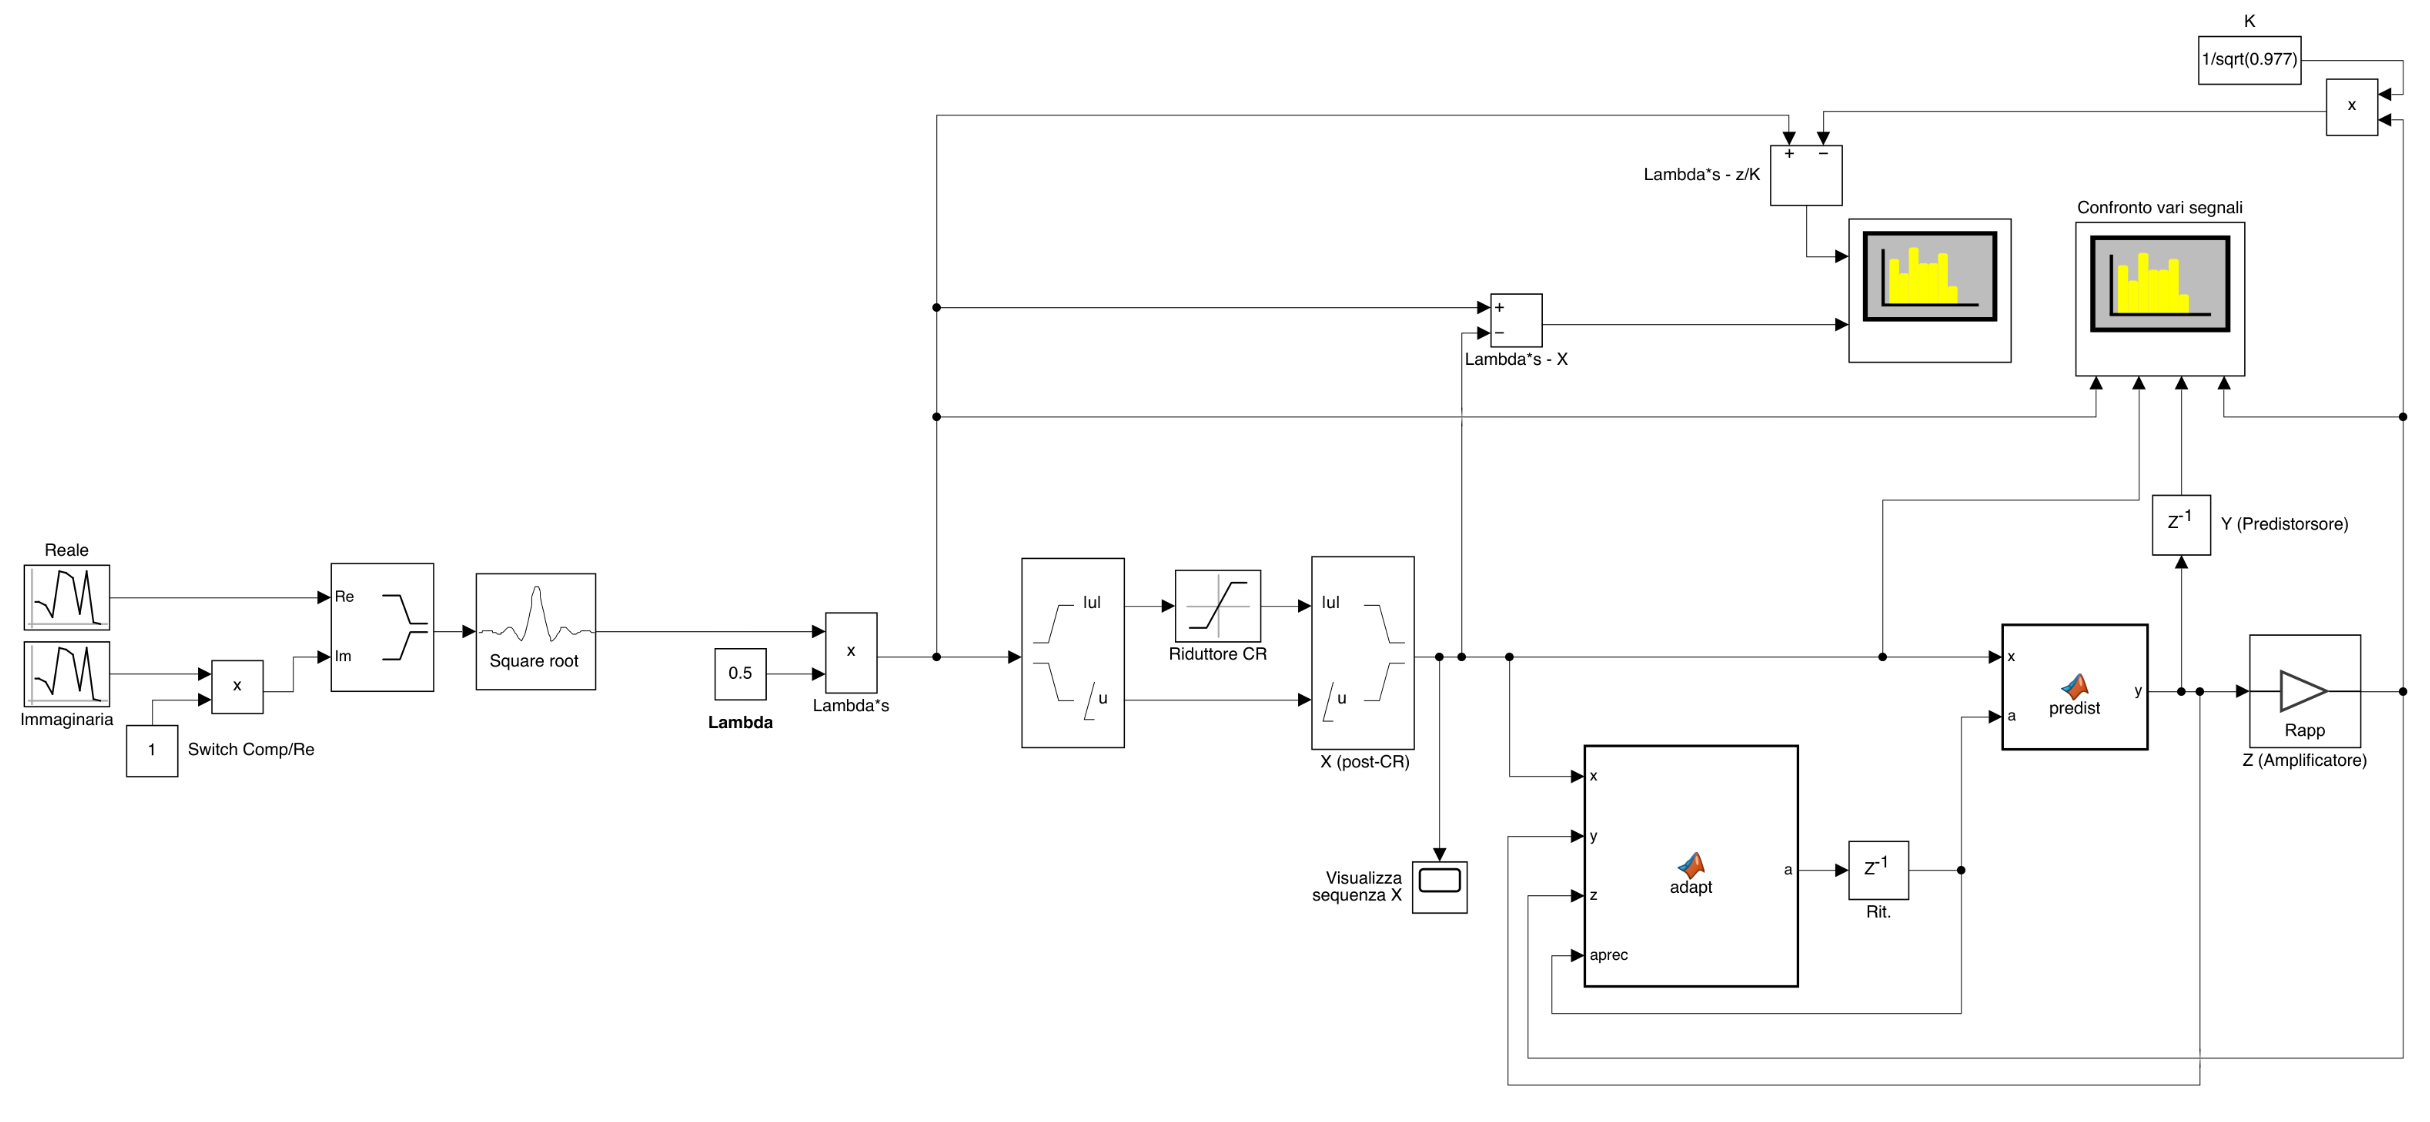 K
1/sqrt(0.977)
x
+ −
Lambda*s - z/K
Confronto vari segnali
+
−
Lambda*s - X
Z-1
Y (Predistorsore)
Reale
Re
Im
Immaginaria
x
1
Switch Comp/Re
Square root
0.5
Lambda
x
Lambda*s
|u|
u
Riduttore CR
|u|
u
X (post-CR)
x
a
y
predist
Rapp
Z (Amplificatore)
Visualizza
sequenza X
x
y
z
aprec
a
adapt
Z-1
Rit.